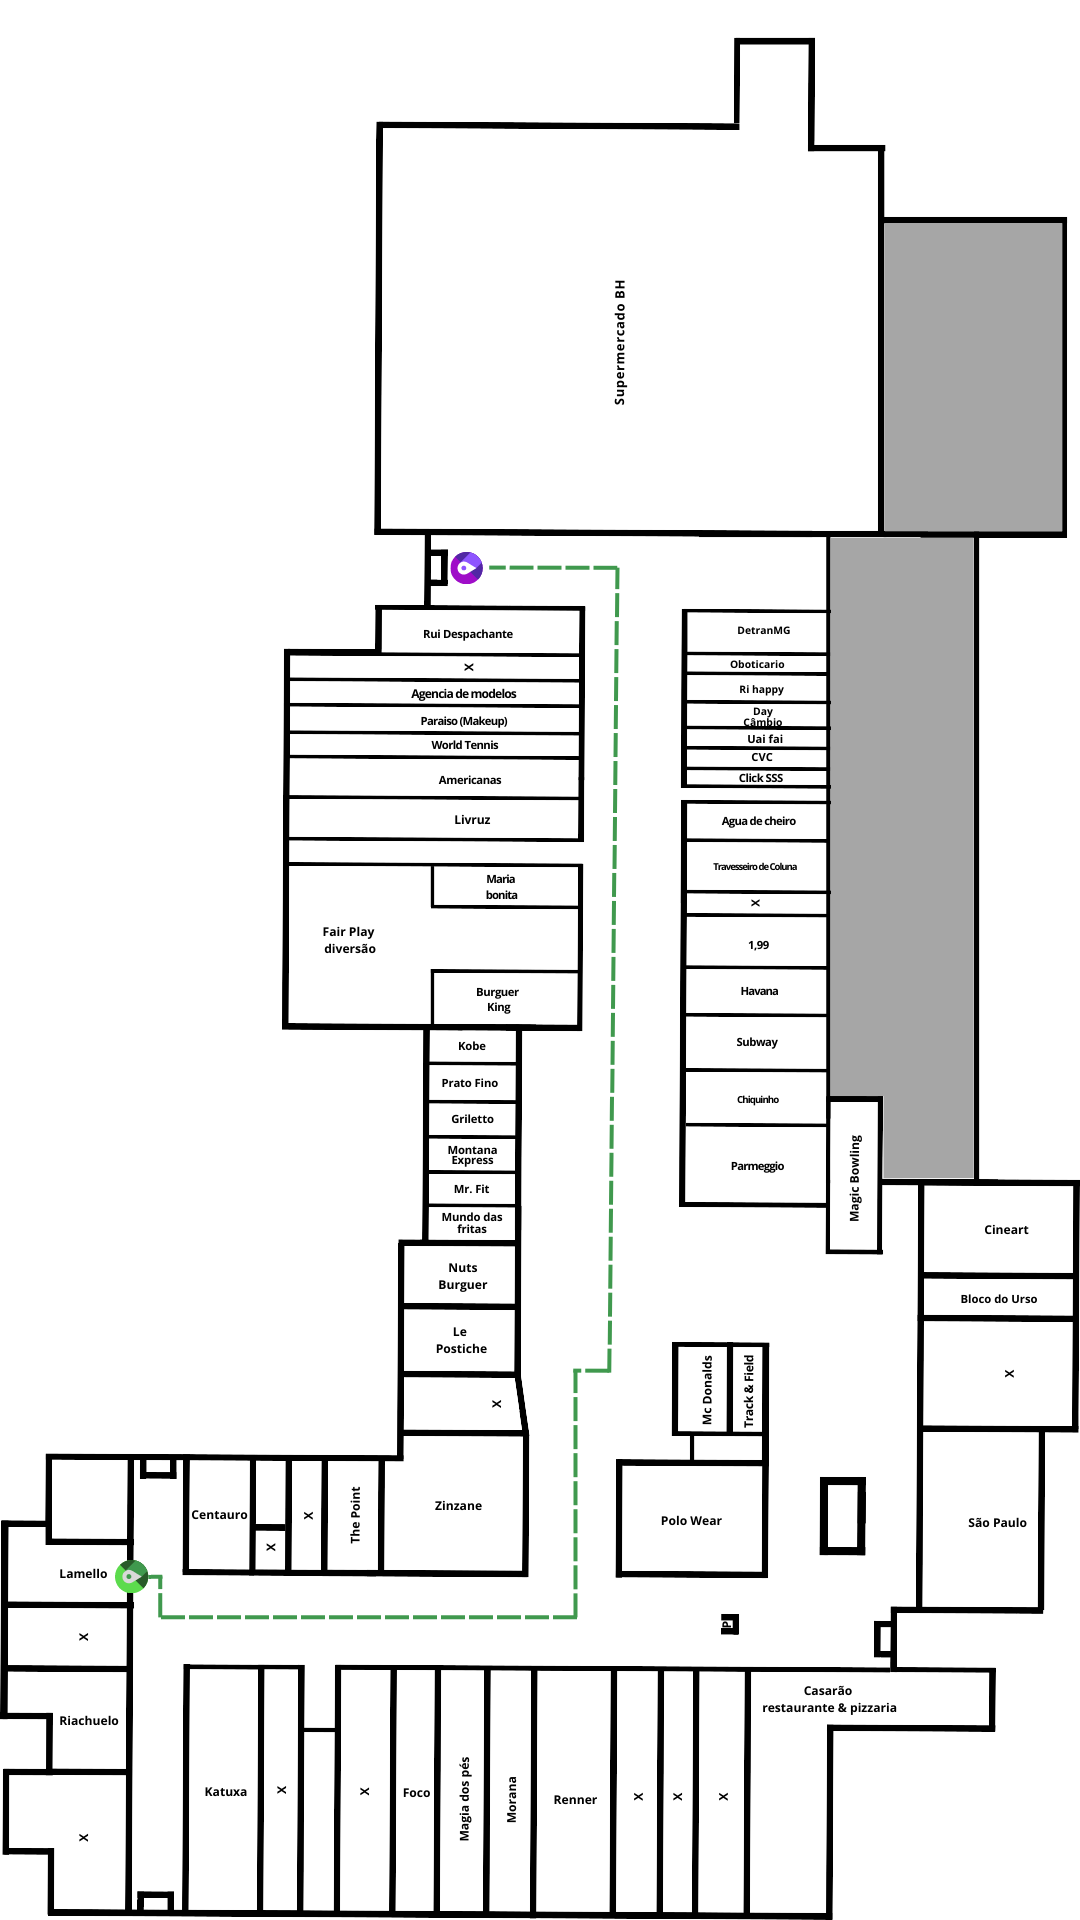 Supermercado BH
Rui Despachante
X
Agencia de modelos
Paraiso (Makeup)
World Tennis
Americanas
Livruz
Maria
bonita
Fair Play
diversão
Burguer
King
Kobe
Prato Fino
Griletto
Montana
Express
Mr. Fit
Mundo das
fritas
Nuts
Burguer
Le
Postiche
X
Zinzane
DetranMG
Oboticario
Ri happy
Day
Câmbio
Uai fai
CVC
Click SSS
Agua de cheiro
Travesseiro de Coluna
X
1,99
Havana
Subway
Chiquinho
Parmeggio
Magic Bowling
Cineart
Bloco do Urso
X
São Paulo
Mc Donalds
Track & Field
Polo Wear
P
Centauro
X
X
The Point
Lamello
X
Riachuelo
X
Katuxa
X
X
Foco
Magia dos pés
Morana
Renner
X
X
X
Casarão
restaurante & pizzaria